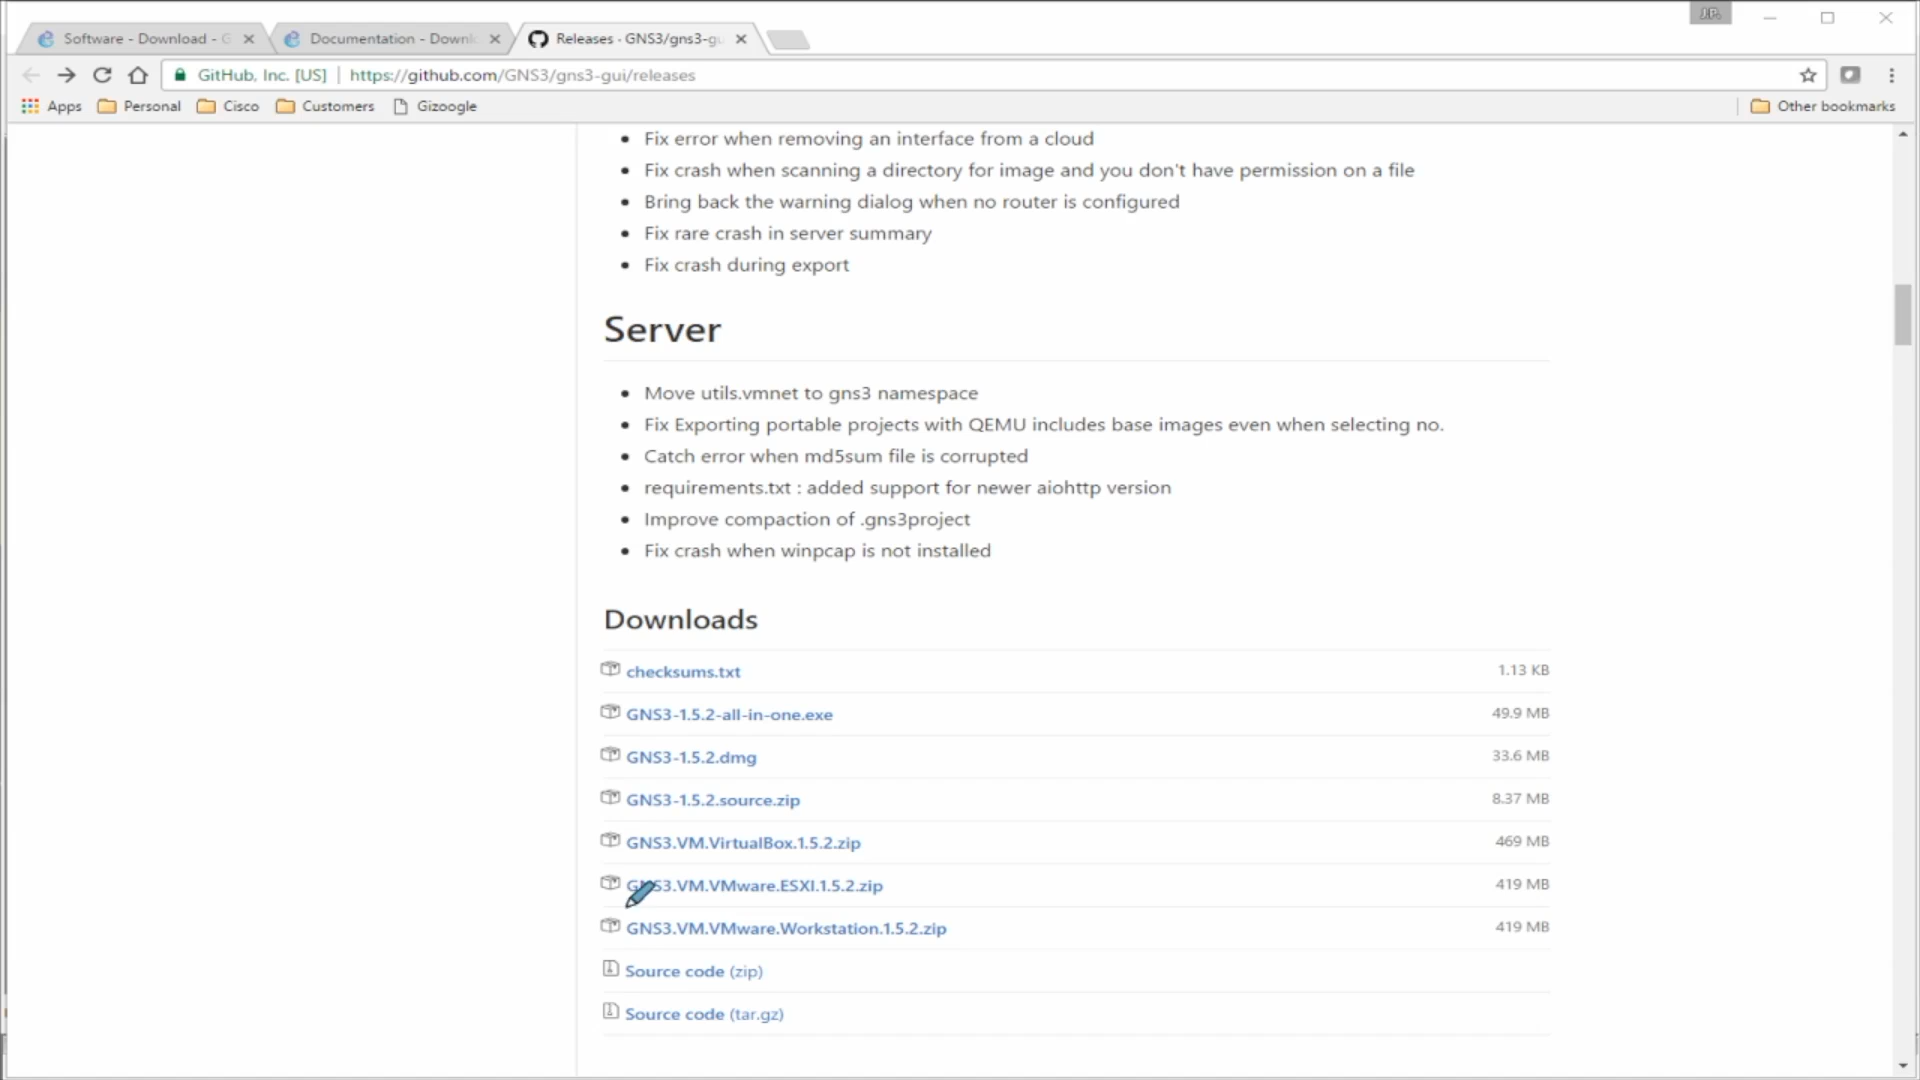 J.P.
Software - Download - G
Documentation - Downl
Releases · GNS3/gns3-gu
GitHub, Inc. [US] | https://github.com/GNS3/gns3-gui/releases
Apps Personal Cisco Customers Gizoogle Other bookmarks
Fix error when removing an interface from a cloud
Fix crash when scanning a directory for image and you don't have permission on a file
Bring back the warning dialog when no router is configured
Fix rare crash in server summary
Fix crash during export
Server
Move utils.vmnet to gns3 namespace
Fix Exporting portable projects with QEMU includes base images even when selecting no.
Catch error when md5sum file is corrupted
requirements.txt : added support for newer aiohttp version
Improve compaction of .gns3project
Fix crash when winpcap is not installed
Downloads
checksums.txt 1.13 KB
GNS3-1.5.2-all-in-one.exe 49.9 MB
GNS3-1.5.2.dmg 33.6 MB
GNS3-1.5.2.source.zip 8.37 MB
GNS3.VM.VirtualBox.1.5.2.zip 469 MB
GNS3.VM.VMware.ESXI.1.5.2.zip 419 MB
GNS3.VM.VMware.Workstation.1.5.2.zip 419 MB
Source code (zip)
Source code (tar.gz)